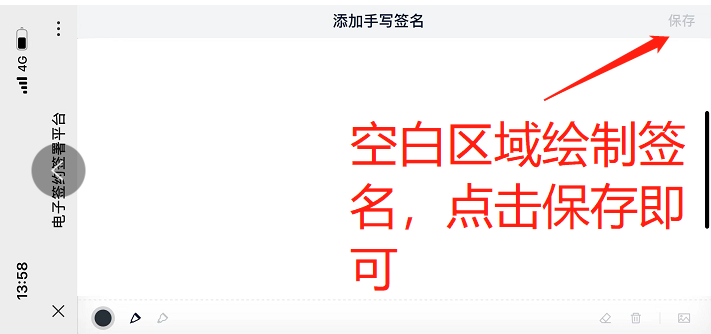 添加手写签名
保存
4G
电子签约签署平台
13:58
空白区域绘制签
名，点击保存即
可